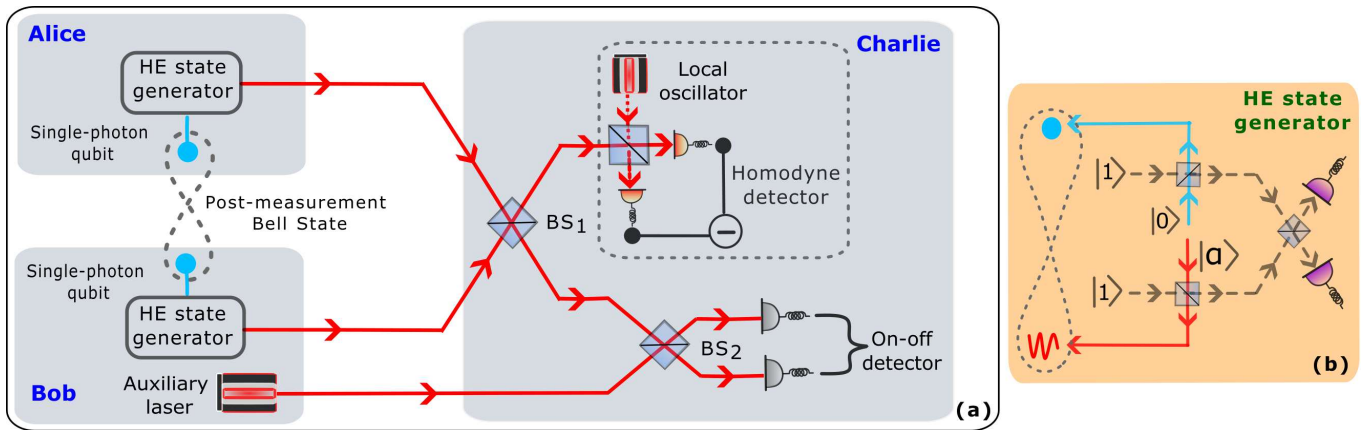 Alice
HE state
generator
Single-photon
qubit
Post-measurement
Bell State
Single-photon
qubit
HE state
generator
Bob
Auxiliary
laser
Charlie
Local
oscillator
Homodyne
detector
BS1
BS2
On-off
detector
(a)
HE state
generator
|1⟩
|0⟩
|α⟩
|1⟩
(b)